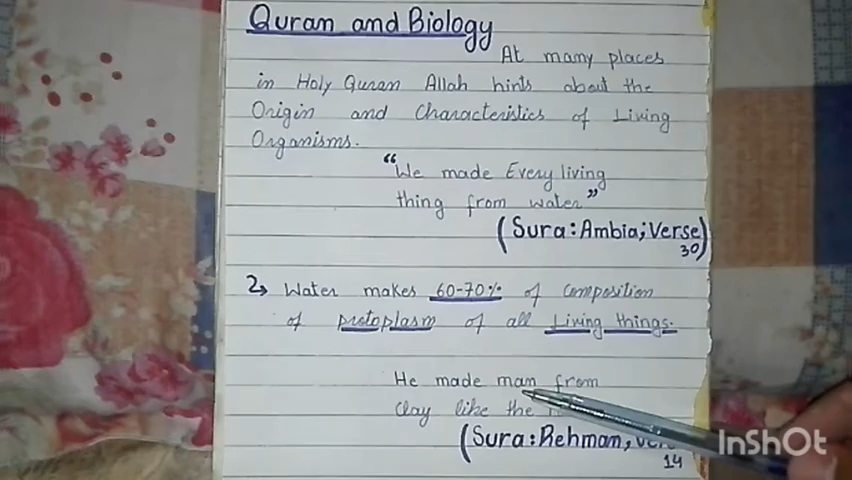 Quran and Biology
At many places
in Holy Quran Allah hints about the
Origin and Characteristics of Living
Organisms.
"We made Every living
thing from water"
(Sura: Ambia; Verse
30)
2→ Water makes 60-70% of composition
of protoplasm of all Living things.
He made man from
Clay like the
(Sura: Rehman,
14
InShOt